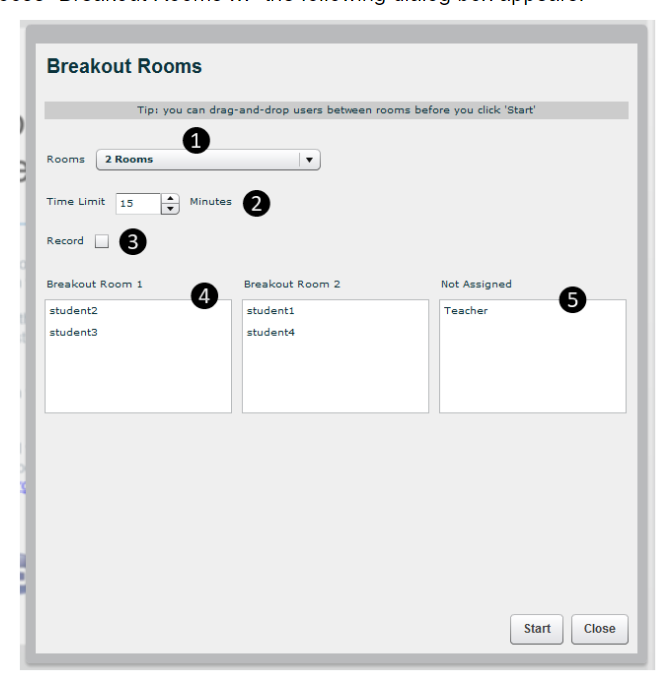 "Breakout Rooms ..." the following dialog box appears:
Breakout Rooms
Tip: you can drag-and-drop users between rooms before you click 'Start'
1
Rooms 2 Rooms
Time Limit 15 Minutes 2
Record 3
Breakout Room 1 4 Breakout Room 2 Not Assigned 5
student2 student1 Teacher
student3 student4
Start Close